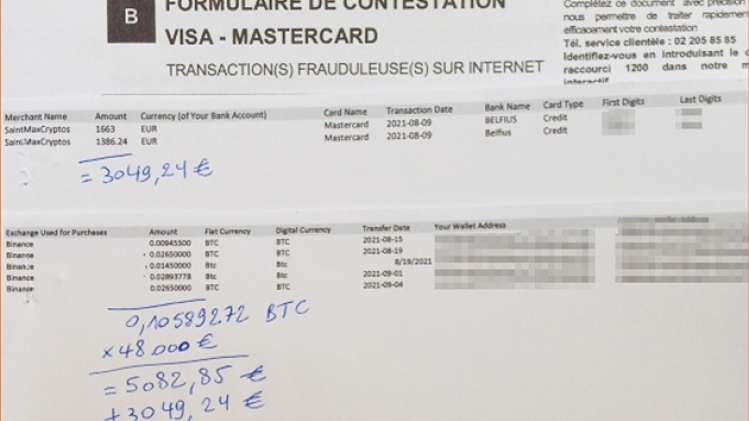 B
FORMULAIRE DE CONTESTATION
VISA - MASTERCARD
TRANSACTION(S) FRAUDULEUSE(S) SUR INTERNET
Complétez ce document avec précision
nous permettre de traiter rapidement
efficacement votre contestation
Tél. service clientèle : 02 205 85 85
Identifiez-vous en introduisant le
raccourci 1200 dans notre
interactif
Merchant Name Amount Currency (of Your Bank Account) Card Name Transaction Date Bank Name Card Type First Digits Last Digits
SaintMaxCryptos 1663 EUR Mastercard 2021-08-09 BELFIUS Credit
SaintMaxCryptos 1386.24 EUR Mastercard 2021-08-09 Belfius Credit
= 3049,24 €
Exchange Used for Purchases Amount Fiat Currency Digital Currency Transfer Date Your Wallet Address
Binance 0.00945500 BTC BTC 2021-08-15
Binance 0.02650000 BTC BTC 2021-08-19
Binance 0.01450000 Btc Btc 8/19/2021
Binance 0.02893778 Btc Btc 2021-09-01
Binance 0.02650000 BTC BTC 2021-09-04
0,10589272 BTC
x 48.000 €
= 5082,85 €
+ 3049,24 €